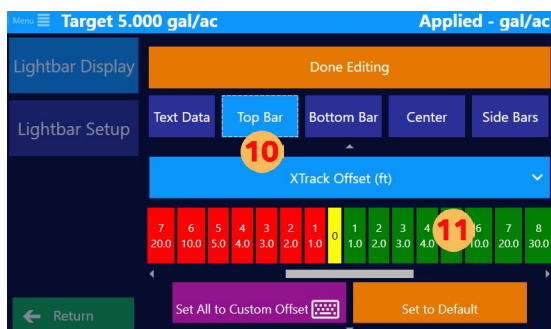 Menu Target 5.000 gal/ac Applied - gal/ac
Lightbar Display
Done Editing
Lightbar Setup
Text Data Top Bar Bottom Bar Center Side Bars
10
XTrack Offset (ft)
7 6 5 4 3 2 1 0 1 2 3 4 6 7 8
20.0 10.0 5.0 4.0 3.0 2.0 1.0 1.0 2.0 3.0 4.0 10.0 20.0 30.0
11
Set All to Custom Offset Set to Default
Return